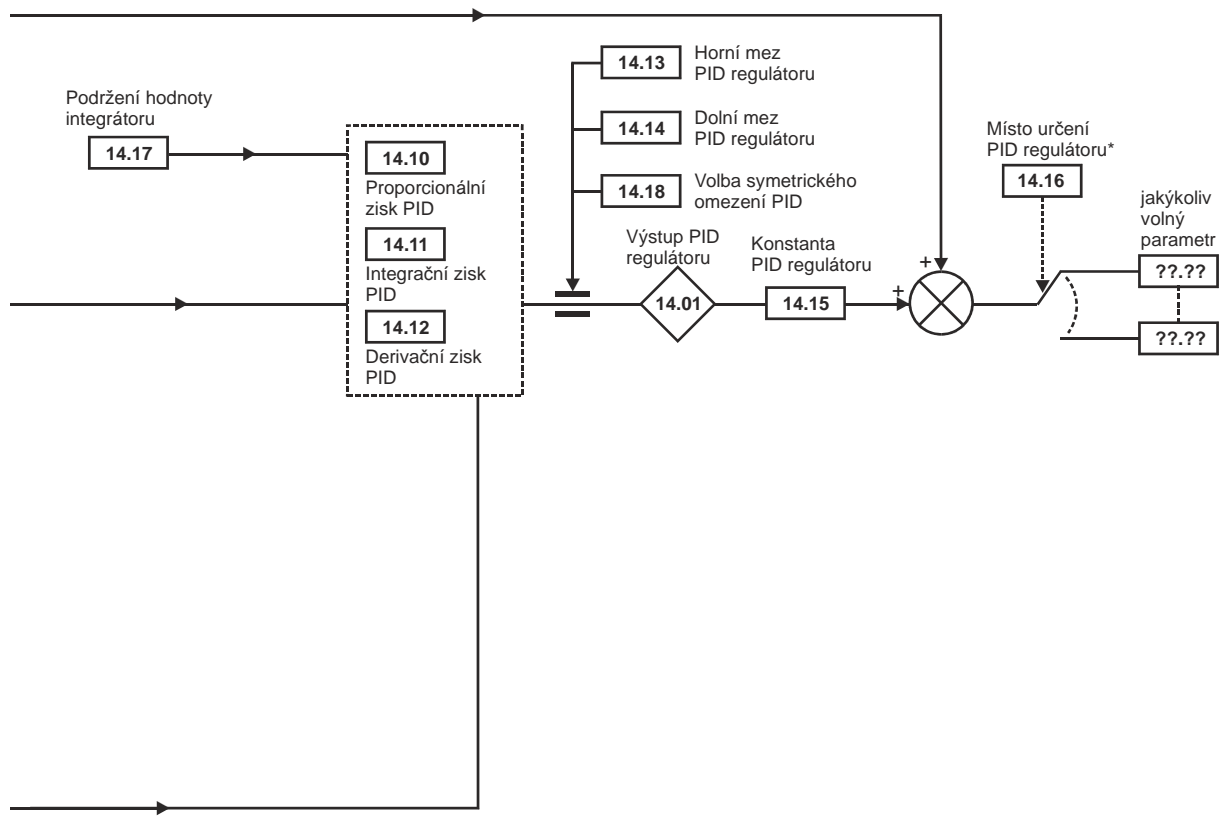 Podržení hodnoty
integrátoru
14.17
14.10
Proporcionální
zisk PID
14.11
Integrační zisk
PID
14.12
Derivační zisk
PID
14.13
Horní mez
PID regulátoru
14.14
Dolní mez
PID regulátoru
14.18
Volba symetrického
omezení PID
Výstup PID
regulátoru
14.01
Konstanta
PID regulátoru
14.15
+
+
Místo určení
PID regulátoru*
14.16
jakýkoliv
volný
parametr
??.??
??.??